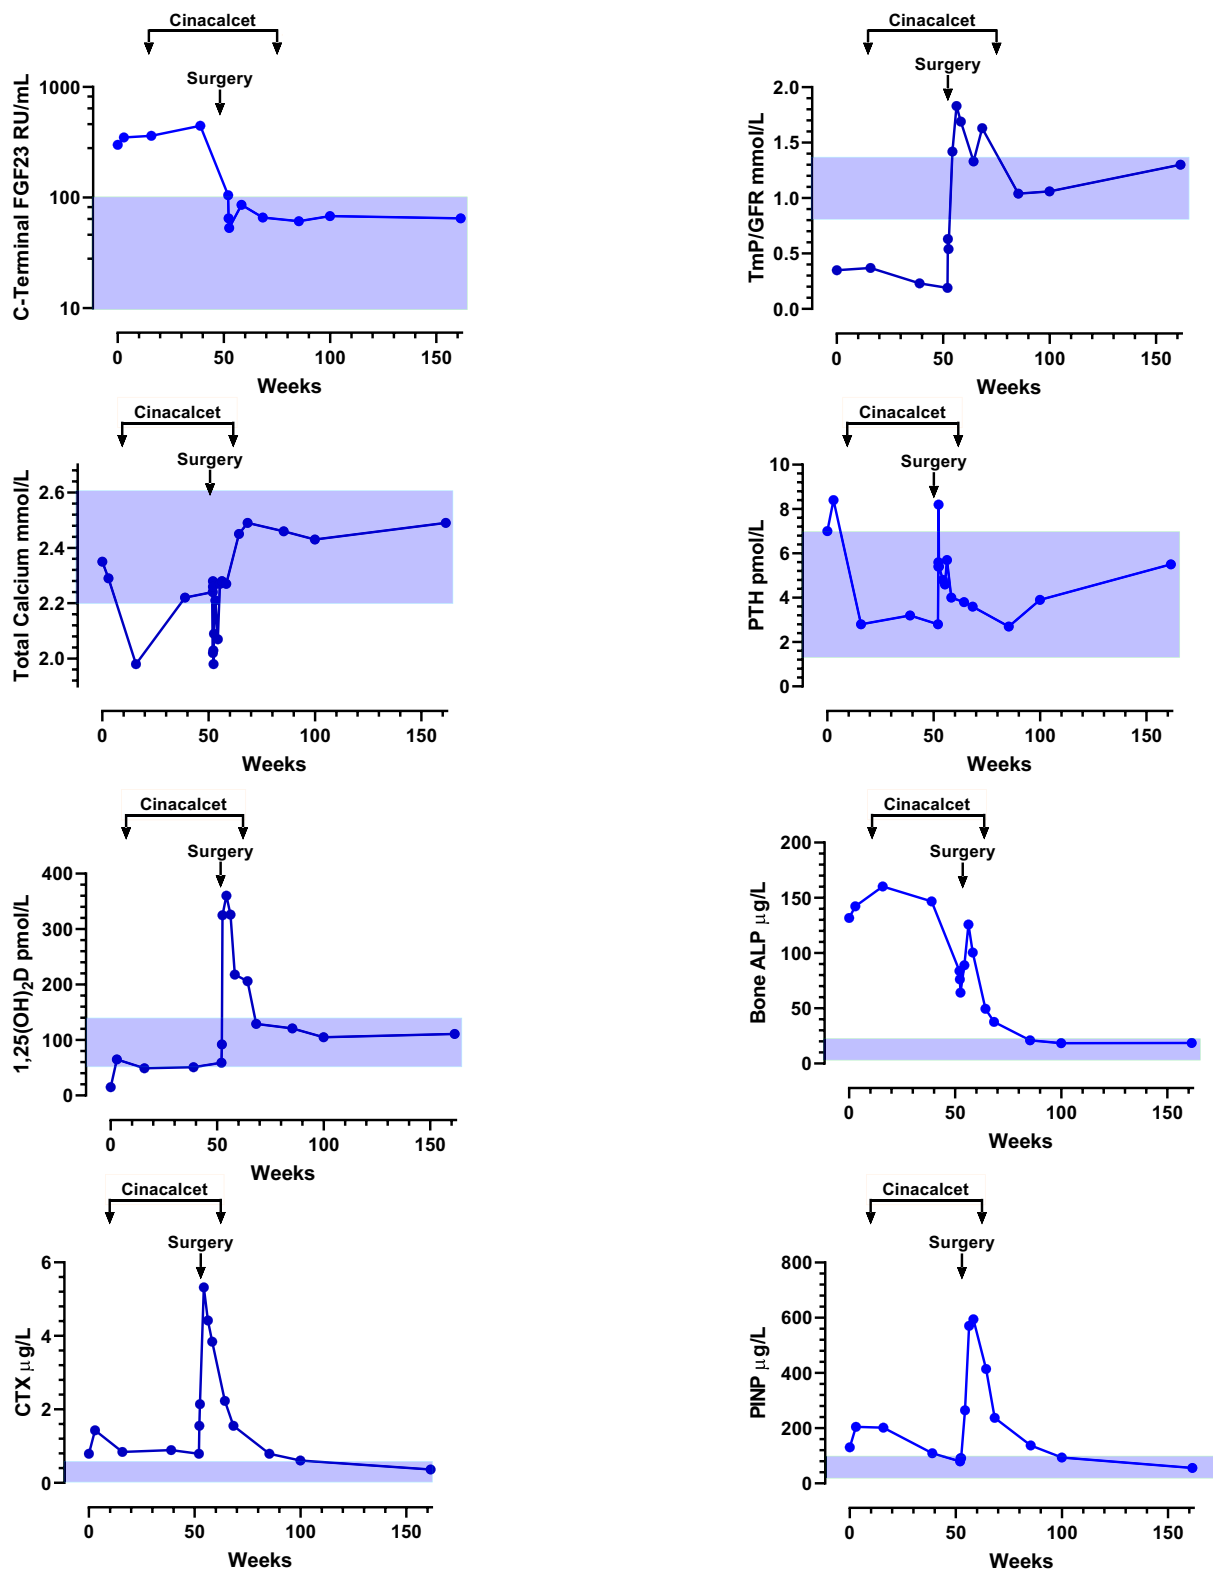 Cinacalcet
Surgery
C-Terminal FGF23 RU/mL
1000
100
10
0 50 100 150
Weeks
Cinacalcet
Surgery
TmP/GFR mmol/L
2.0
1.5
1.0
0.5
0.0
0 50 100 150
Weeks
Cinacalcet
Surgery
Total Calcium mmol/L
2.6
2.4
2.2
2.0
0 50 100 150
Weeks
Cinacalcet
Surgery
PTH pmol/L
10
8
6
4
2
0
0 50 100 150
Weeks
Cinacalcet
Surgery
1,25(OH)₂D pmol/L
400
300
200
100
0
0 50 100 150
Weeks
Cinacalcet
Surgery
Bone ALP μg/L
200
150
100
50
0
0 50 100 150
Weeks
Cinacalcet
Surgery
CTX μg/L
6
4
2
0
0 50 100 150
Weeks
Cinacalcet
Surgery
PINP μg/L
800
600
400
200
0
0 50 100 150
Weeks